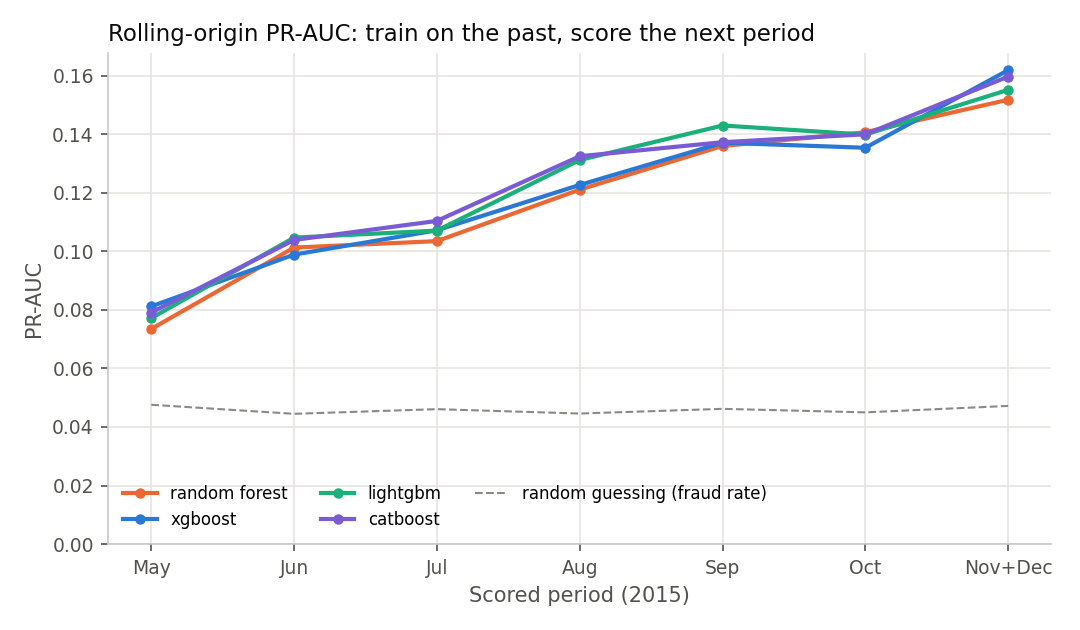 Rolling-origin PR-AUC: train on the past, score the next period
PR-AUC
0.16
0.14
0.12
0.10
0.08
0.06
0.04
0.02
0.00
random forest
lightgbm
random guessing (fraud rate)
xgboost
catboost
May
Jun
Jul
Aug
Sep
Oct
Nov+Dec
Scored period (2015)